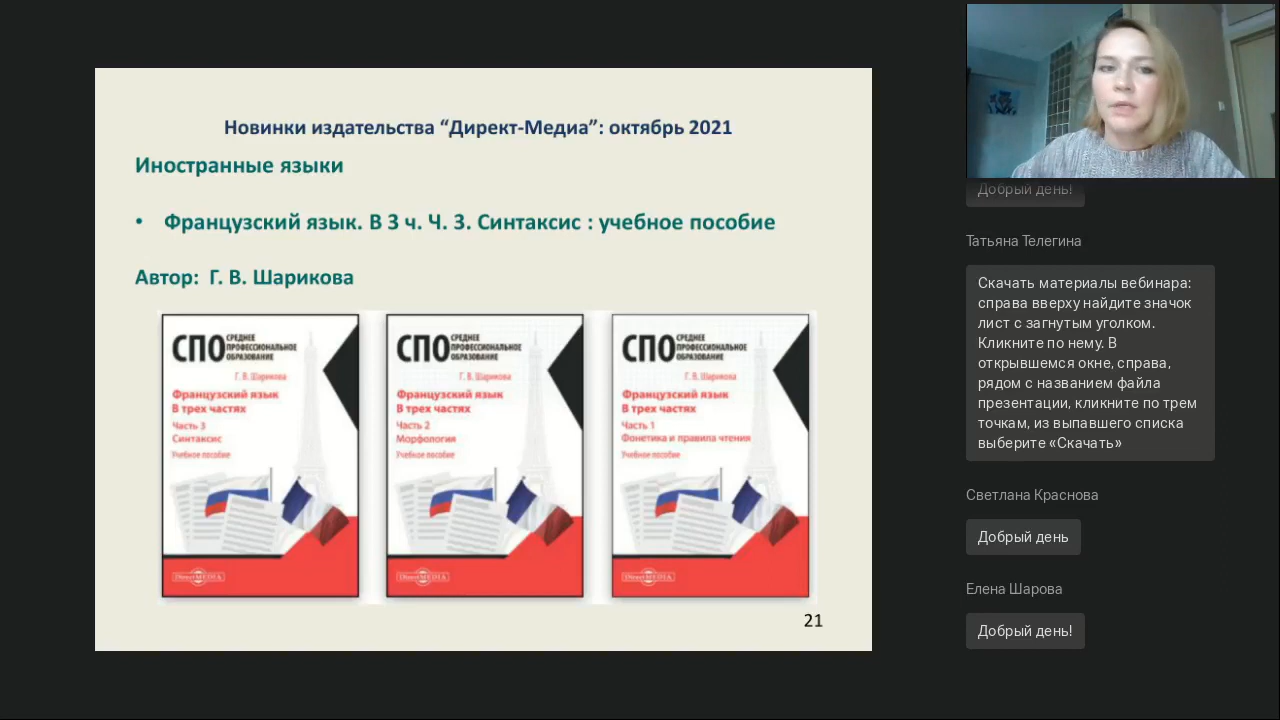 Новинки издательства “Директ-Медиа”: октябрь 2021
Иностранные языки
• Французский язык. В 3 ч. Ч. 3. Синтаксис : учебное пособие
Автор: Г. В. Шарикова
СПО СРЕДНЕЕ
ПРОФЕССИОНАЛЬНОЕ
ОБРАЗОВАНИЕ
Г. В. Шарикова
Французский язык
В трех частях
Часть 3
Синтаксис
Учебное пособие
DirectMEDIA
СПО СРЕДНЕЕ
ПРОФЕССИОНАЛЬНОЕ
ОБРАЗОВАНИЕ
Г. В. Шарикова
Французский язык
В трех частях
Часть 2
Морфология
Учебное пособие
DirectMEDIA
СПО СРЕДНЕЕ
ПРОФЕССИОНАЛЬНОЕ
ОБРАЗОВАНИЕ
Г. В. Шарикова
Французский язык
В трех частях
Часть 1
Фонетика и правила чтения
Учебное пособие
DirectMEDIA
21
Добрый день!
Татьяна Телегина
Скачать материалы вебинара:
справа вверху найдите значок
лист с загнутым уголком.
Кликните по нему. В
открывшемся окне, справа,
рядом с названием файла
презентации, кликните по трем
точкам, из выпавшего списка
выберите «Скачать»
Светлана Краснова
Добрый день
Елена Шарова
Добрый день!